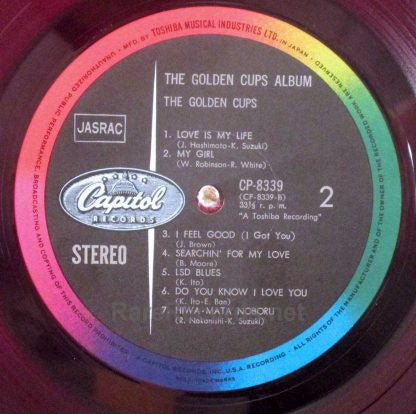 MFD. BY TOSHIBA MUSICAL INDUSTRIES LTD. IN JAPAN • ALL RIGHTS OF THE MANUFACTURER AND OF THE OWNER OF THE RECORDED WORK ARE RESERVED
UNAUTHORIZED PUBLIC PERFORMANCE, BROADCASTING AND COPYING OF THIS RECORD PROHIBITED
• CAPITOL RECORDS, INC., U.S.A. RECORDING •
THE GOLDEN CUPS ALBUM
THE GOLDEN CUPS
JASRAC
1. LOVE IS MY LIFE
(J. Hashimoto-K. Suzuki)
2. MY GIRL
(W. Robinson-R. White)
Capitol
RECORDS
CP-8339
(CF-8339-B)
33⅓ r. p. m.
"A Toshiba Recording"
2
STEREO
3. I FEEL GOOD (I Got You)
(J. Brown)
4. SEARCHIN' FOR MY LOVE
(B. Moore)
5. LSD BLUES
(K. Ito)
6. DO YOU KNOW I LOVE YOU
(K. Ito-E. Ban)
7. HIWA-MATA NOBORU
(R. Nakanishi-K. Suzuki)